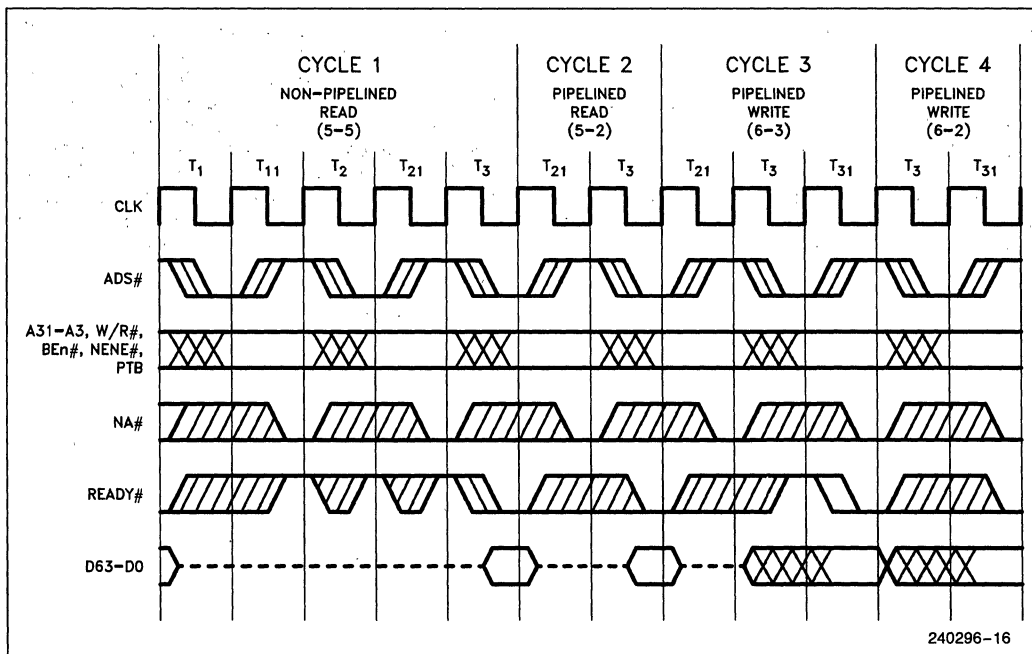 CYCLE 1 CYCLE 2 CYCLE 3 CYCLE 4
NON-PIPELINED PIPELINED PIPELINED PIPELINED
READ READ WRITE WRITE
(5-5) (5-2) (6-3) (6-2)
T1 T11 T2 T21 T3 T21 T3 T21 T3 T31 T3 T31
CLK
ADS#
A31-A3, W/R#,
BEn#, NENE#,
PTB
NA#
READY#
D63-D0
240296-16